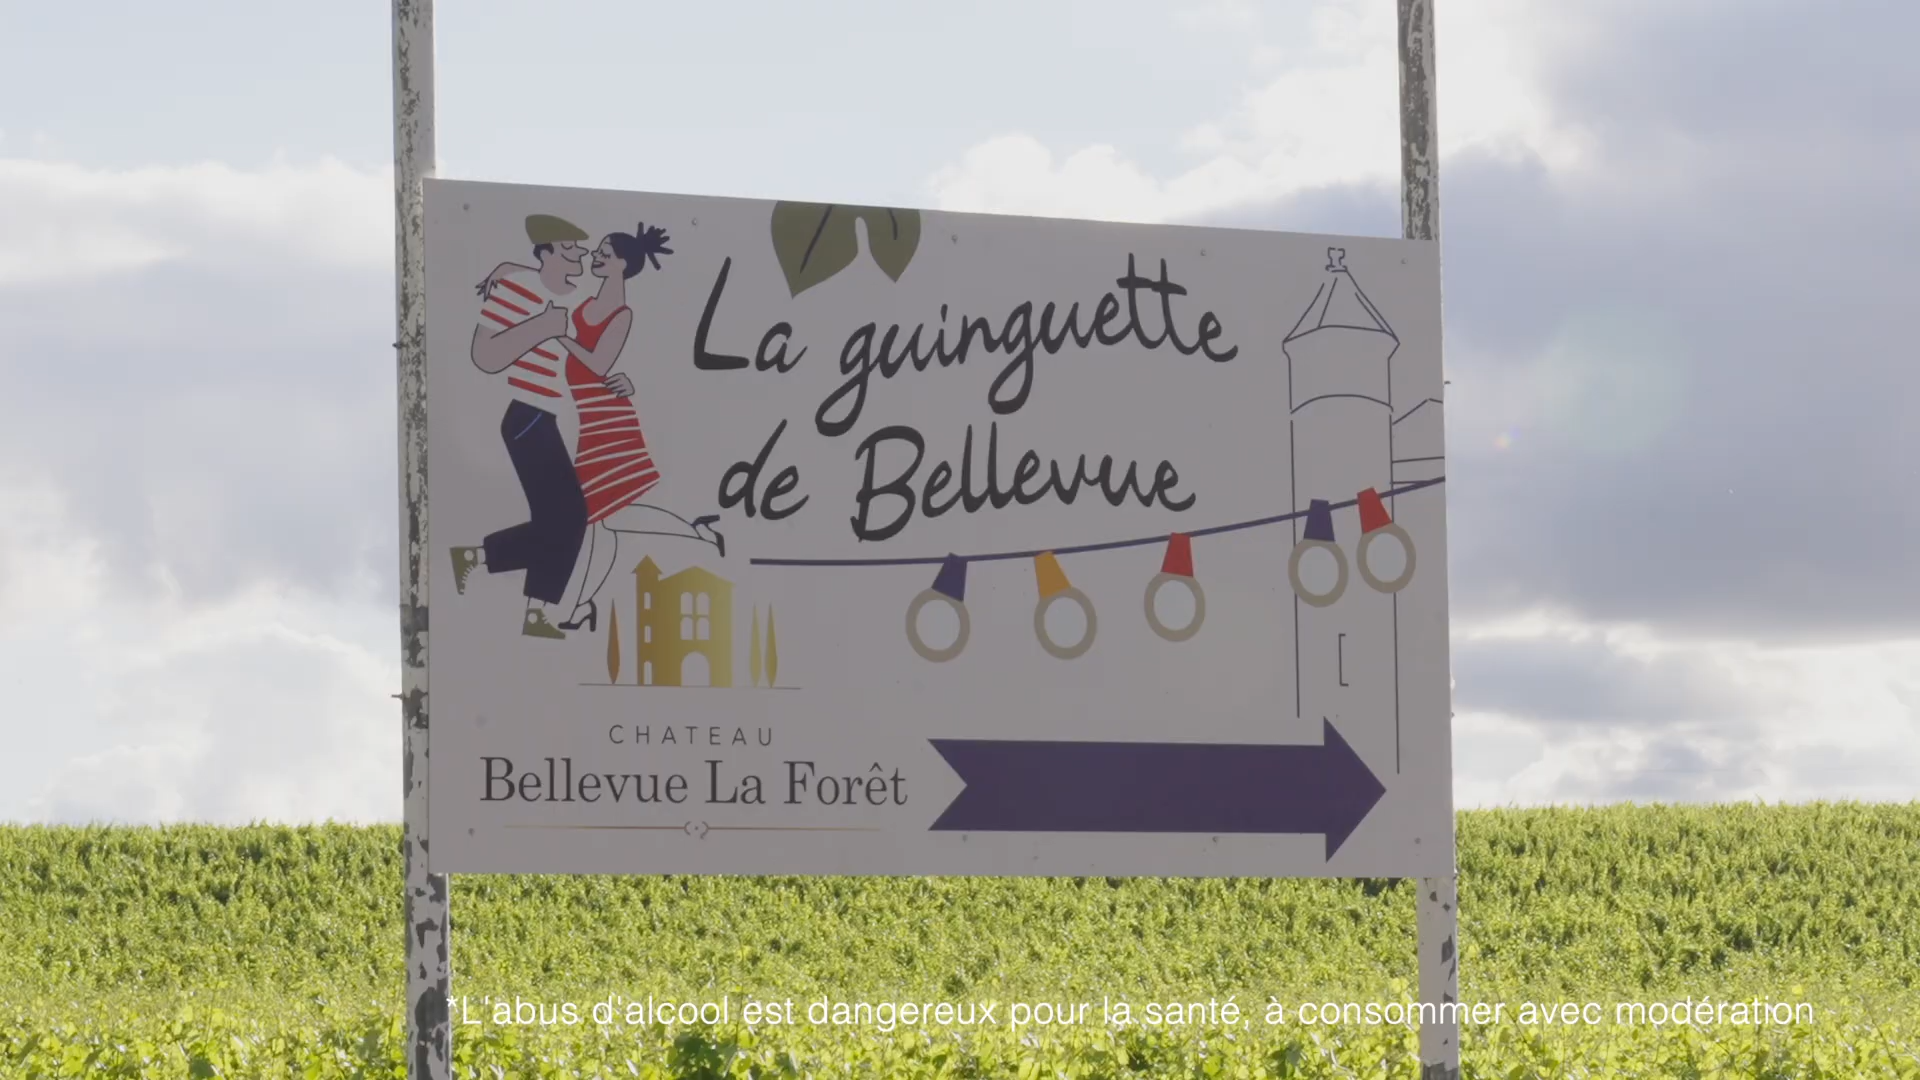 La guinguette
de Bellevue
CHATEAU
Bellevue La Forêt
*L'abus d'alcool est dangereux pour la santé, à consommer avec modération